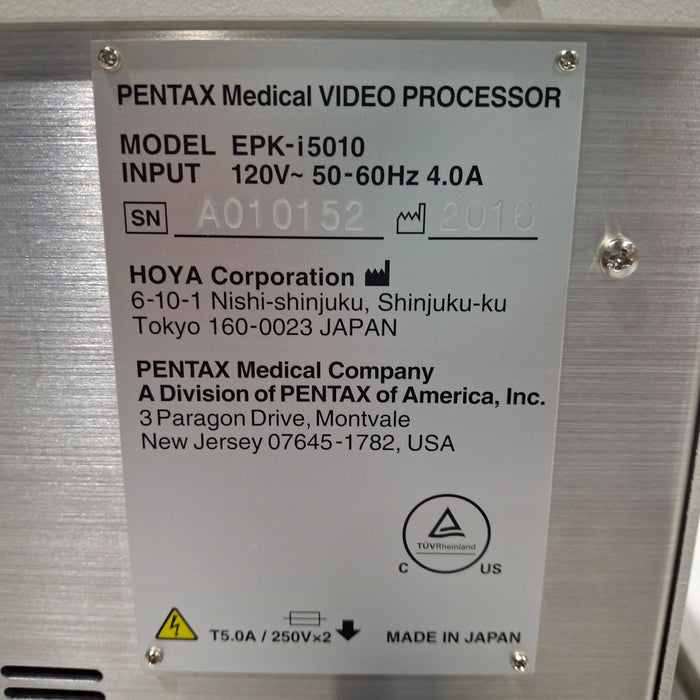 PENTAX Medical VIDEO PROCESSOR
MODEL EPK-i5010
INPUT 120V~ 50-60Hz 4.0A
SN A010152 2016
HOYA Corporation
6-10-1 Nishi-shinjuku, Shinjuku-ku
Tokyo 160-0023 JAPAN
PENTAX Medical Company
A Division of PENTAX of America, Inc.
3 Paragon Drive, Montvale
New Jersey 07645-1782, USA
TÜVRheinland
C US
T5.0A / 250V×2 MADE IN JAPAN